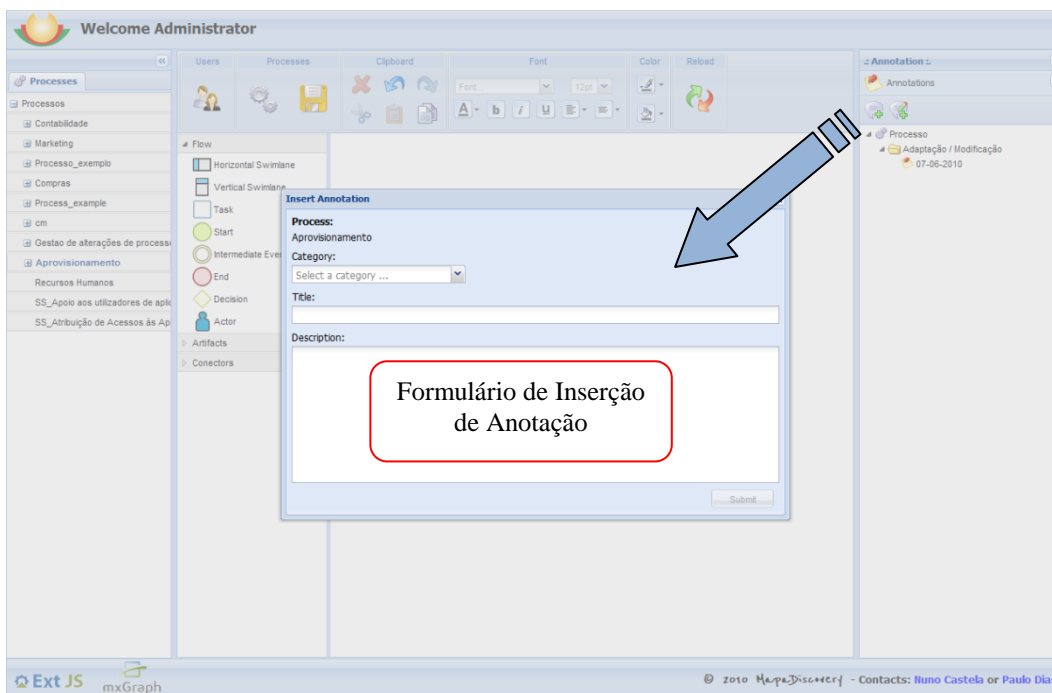 Welcome Administrator
Processes
Processos
Contabilidade
Marketing
Processo_exemplo
Compras
Process_example
cm
Gestao de alterações de process
Aprovisionamento
Recursos Humanos
SS_Apoio aos utilizadores de aplic
SS_Atribuição de Acessos às Ap
Users Processes Clipboard Font Color Reload
Font... 12pt
A b i U
Flow
Horizontal Swimlane
Vertical Swimlane
Task
Start
Intermediate Even
End
Decision
Actor
Artifacts
Conectors
Insert Annotation
Process:
Aprovisionamento
Category:
Select a category ...
Title:
Description:
Formulário de Inserção
de Anotação
Submit
.: Annotation :.
Annotations
Processo
Adaptação / Modificação
07-06-2010
Ext JS
mxGraph
© 2010 MapaDiscovery - Contacts: Nuno Castela or Paulo Dias